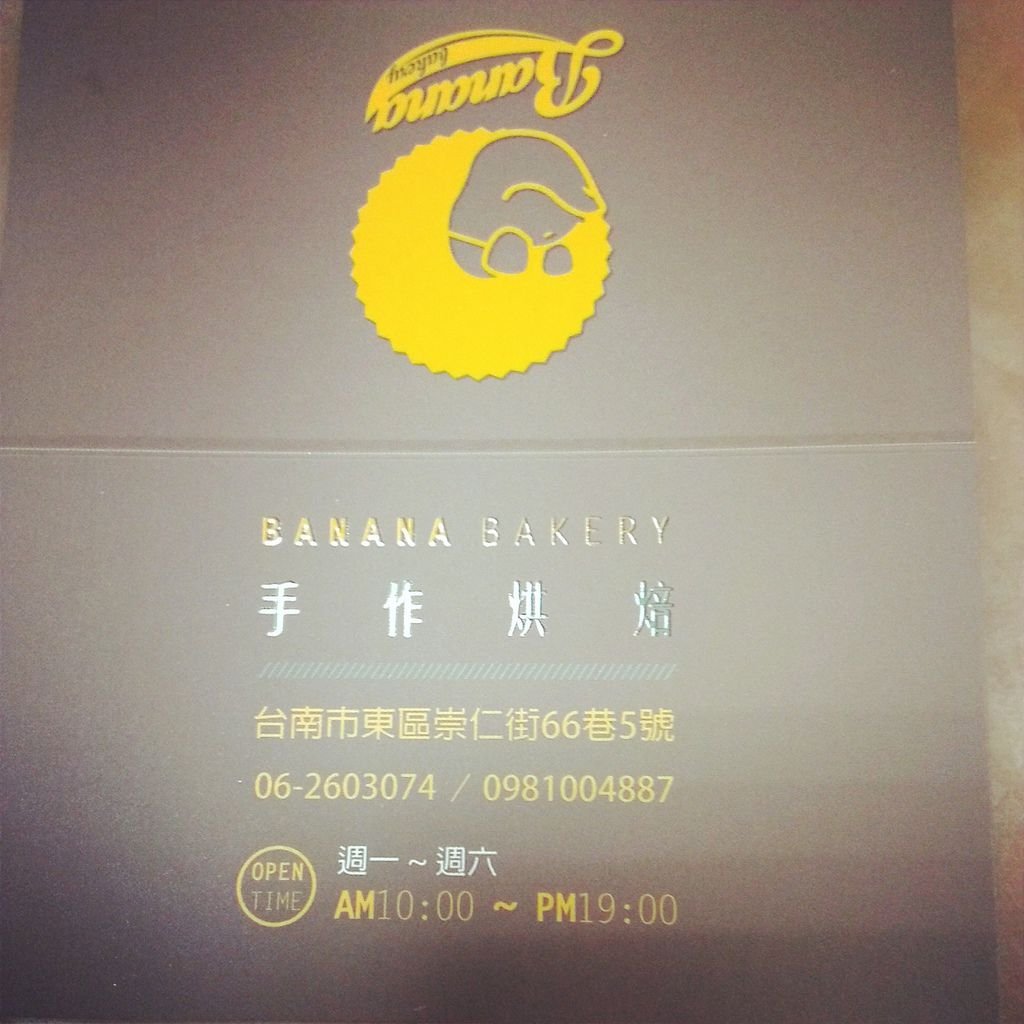 Banana
bakery
BANANA BAKERY
手作烘焙
台南市東區崇仁街66巷5號
06-2603074 / 0981004887
OPEN
TIME
週一~週六
AM10:00 ~ PM19:00